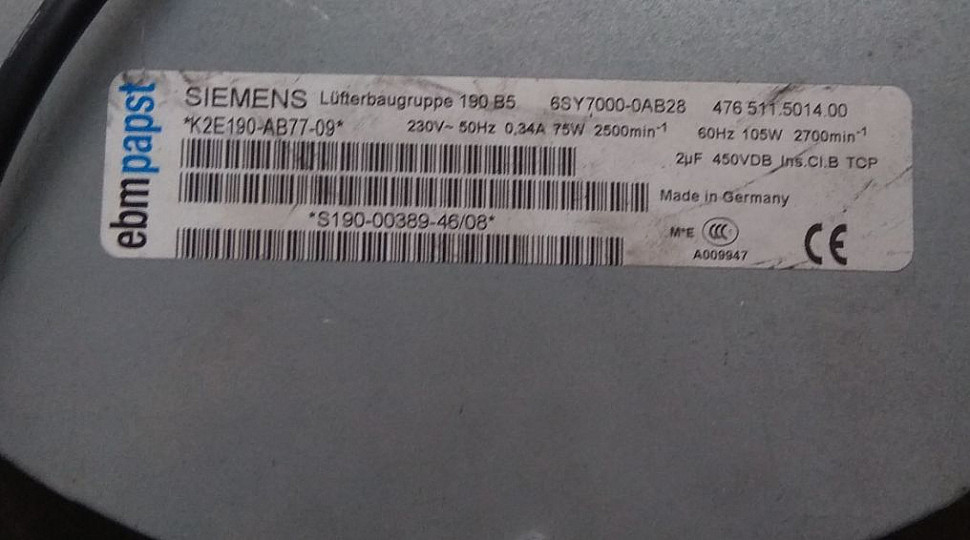 ebmpapst
SIEMENS Lüfterbaugruppe 190 B5 6SY7000-0AB28 476 511.5014.00
*K2E190-AB77-09* 230V~ 50Hz 0,34A 75W 2500min⁻¹ 60Hz 105W 2700min⁻¹
2µF 450VDB Ins.Cl.B TCP
Made in Germany
*S190-00389-46/08*
M*E CCC CE
A009947